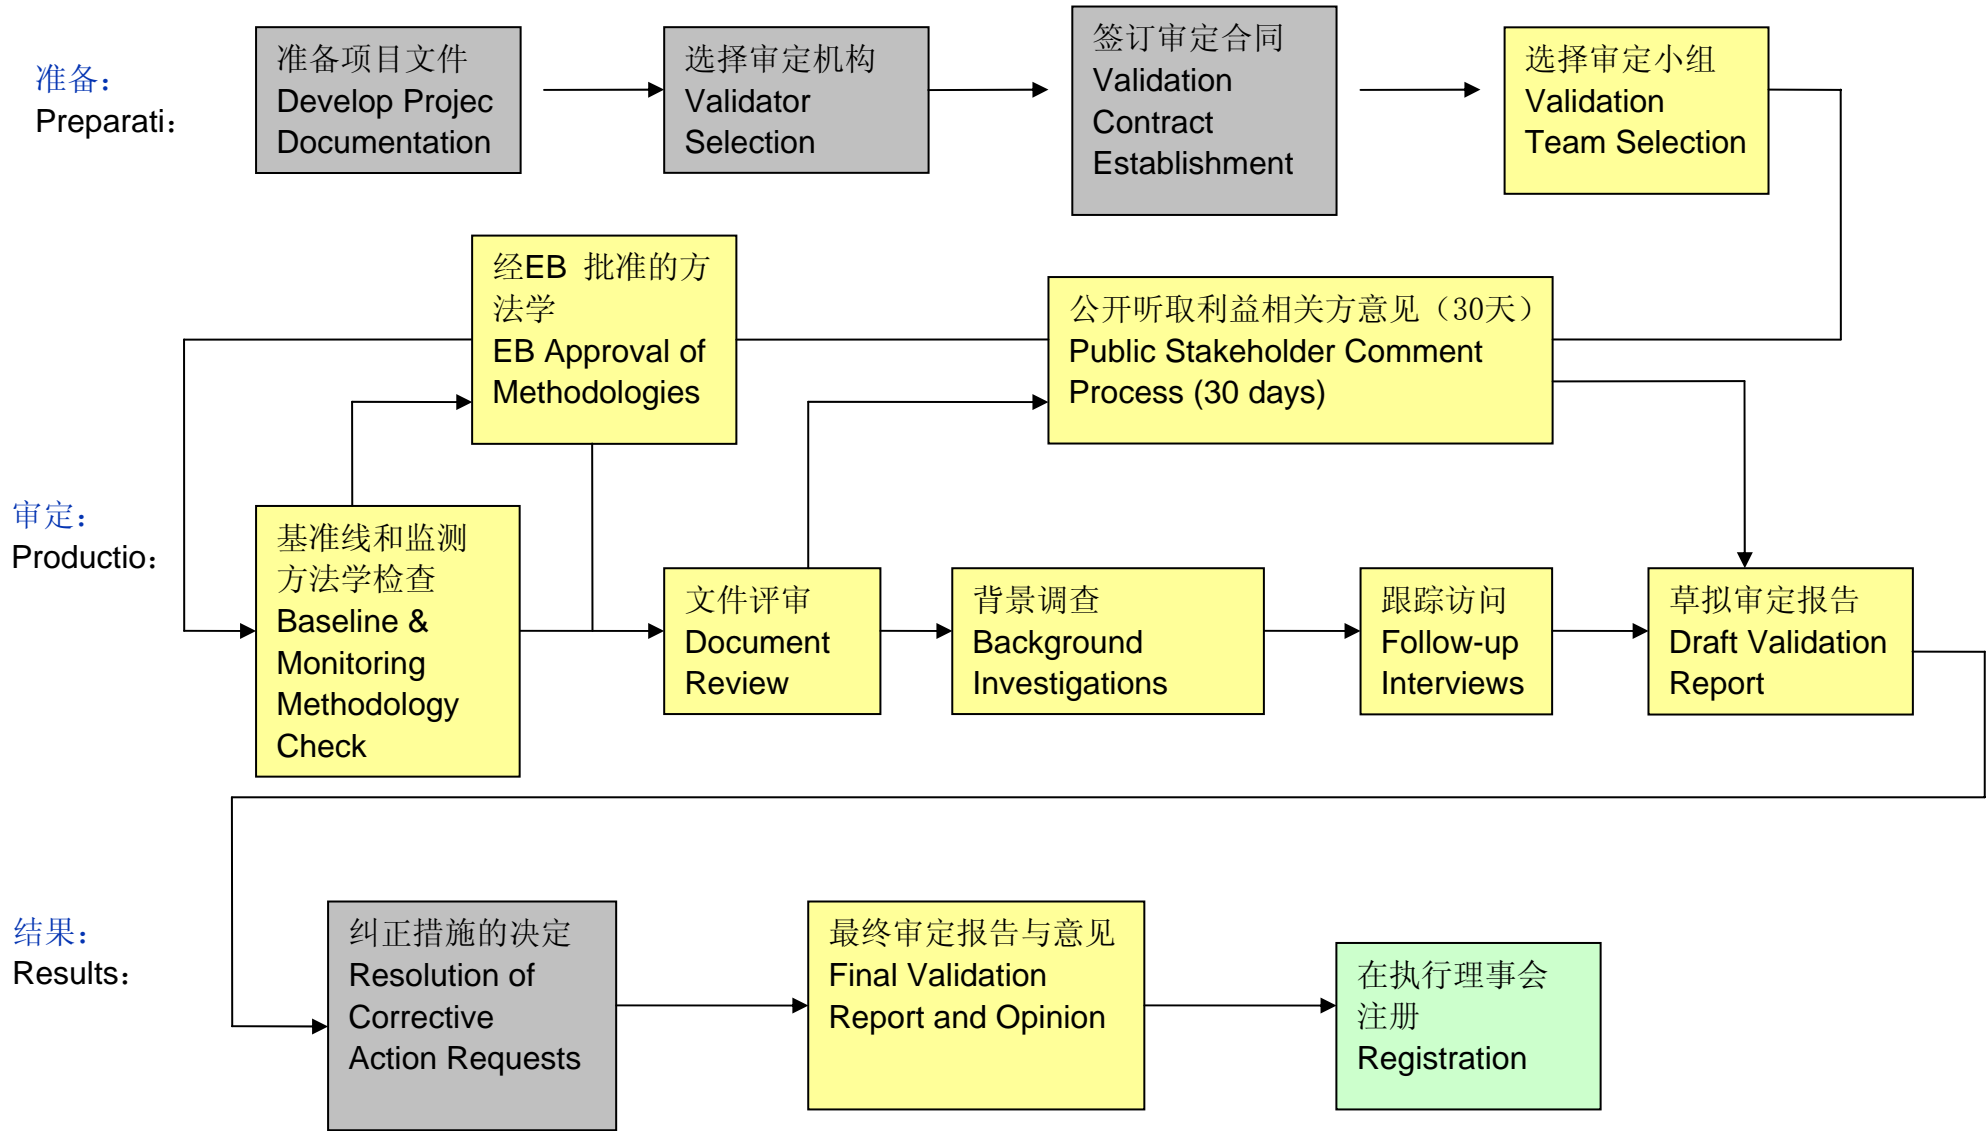 准备：
Preparati：
准备项目文件
Develop Projec
Documentation
选择审定机构
Validator
Selection
签订审定合同
Validation
Contract
Establishment
选择审定小组
Validation
Team Selection
经EB 批准的方
法学
EB Approval of
Methodologies
公开听取利益相关方意见（30天）
Public Stakeholder Comment
Process (30 days)
审定：
Productio：
基准线和监测
方法学检查
Baseline &
Monitoring
Methodology
Check
文件评审
Document
Review
背景调查
Background
Investigations
跟踪访问
Follow-up
Interviews
草拟审定报告
Draft Validation
Report
结果：
Results：
纠正措施的决定
Resolution of
Corrective
Action Requests
最终审定报告与意见
Final Validation
Report and Opinion
在执行理事会
注册
Registration